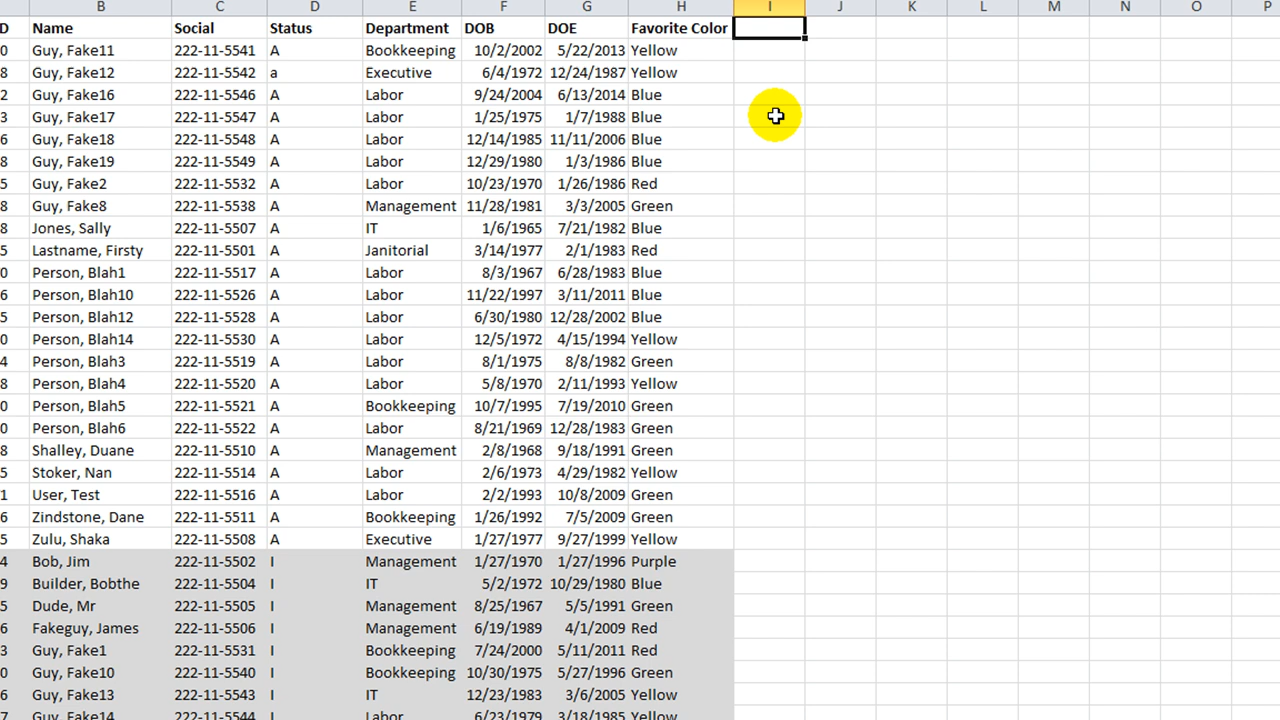 B C D E F G H I J K L M N O P
D Name Social Status Department DOB DOE Favorite Color
0 Guy, Fake11 222-11-5541 A Bookkeeping 10/2/2002 5/22/2013 Yellow
8 Guy, Fake12 222-11-5542 a Executive 6/4/1972 12/24/1987 Yellow
2 Guy, Fake16 222-11-5546 A Labor 9/24/2004 6/13/2014 Blue
3 Guy, Fake17 222-11-5547 A Labor 1/25/1975 1/7/1988 Blue
6 Guy, Fake18 222-11-5548 A Labor 12/14/1985 11/11/2006 Blue
8 Guy, Fake19 222-11-5549 A Labor 12/29/1980 1/3/1986 Blue
5 Guy, Fake2 222-11-5532 A Labor 10/23/1970 1/26/1986 Red
8 Guy, Fake8 222-11-5538 A Management 11/28/1981 3/3/2005 Green
8 Jones, Sally 222-11-5507 A IT 1/6/1965 7/21/1982 Blue
5 Lastname, Firsty 222-11-5501 A Janitorial 3/14/1977 2/1/1983 Red
0 Person, Blah1 222-11-5517 A Labor 8/3/1967 6/28/1983 Blue
6 Person, Blah10 222-11-5526 A Labor 11/22/1997 3/11/2011 Blue
5 Person, Blah12 222-11-5528 A Labor 6/30/1980 12/28/2002 Blue
0 Person, Blah14 222-11-5530 A Labor 12/5/1972 4/15/1994 Yellow
4 Person, Blah3 222-11-5519 A Labor 8/1/1975 8/8/1982 Green
8 Person, Blah4 222-11-5520 A Labor 5/8/1970 2/11/1993 Yellow
0 Person, Blah5 222-11-5521 A Bookkeeping 10/7/1995 7/19/2010 Green
0 Person, Blah6 222-11-5522 A Labor 8/21/1969 12/28/1983 Green
8 Shalley, Duane 222-11-5510 A Management 2/8/1968 9/18/1991 Green
5 Stoker, Nan 222-11-5514 A Labor 2/6/1973 4/29/1982 Yellow
1 User, Test 222-11-5516 A Labor 2/2/1993 10/8/2009 Green
6 Zindstone, Dane 222-11-5511 A Bookkeeping 1/26/1992 7/5/2009 Green
5 Zulu, Shaka 222-11-5508 A Executive 1/27/1977 9/27/1999 Yellow
4 Bob, Jim 222-11-5502 I Management 1/27/1970 1/27/1996 Purple
9 Builder, Bobthe 222-11-5504 I IT 5/2/1972 10/29/1980 Blue
5 Dude, Mr 222-11-5505 I Management 8/25/1967 5/5/1991 Green
6 Fakeguy, James 222-11-5506 I Management 6/19/1989 4/1/2009 Red
3 Guy, Fake1 222-11-5531 I Bookkeeping 7/24/2000 5/11/2011 Red
0 Guy, Fake10 222-11-5540 I Bookkeeping 10/30/1975 5/27/1996 Green
6 Guy, Fake13 222-11-5543 I IT 12/23/1983 3/6/2005 Yellow
7 Guy, Fake14 222-11-5544 I Labor 6/23/1979 3/18/1985 Yellow